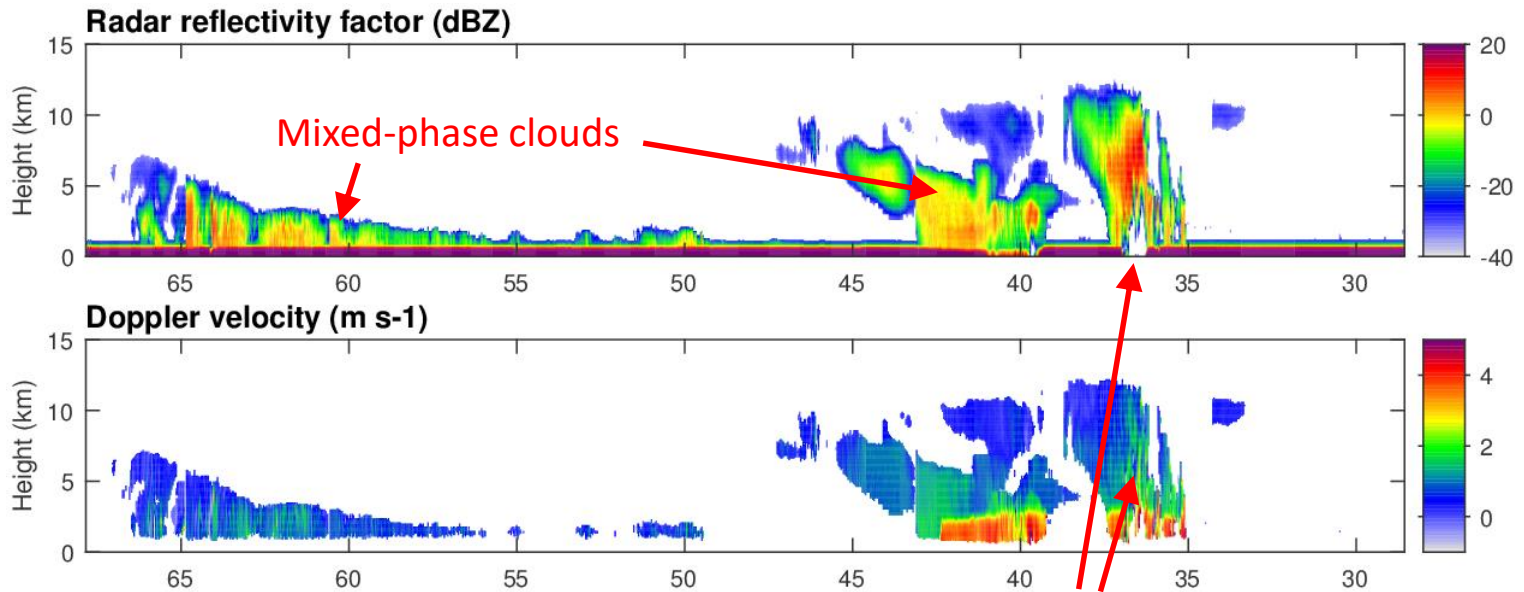 Radar reflectivity factor (dBZ)
Height (km)
15
10
5
0
Mixed-phase clouds
20
0
-20
-40
65 60 55 50 45 40 35 30
Doppler velocity (m s-1)
Height (km)
15
10
5
0
4
2
0
65 60 55 50 45 40 35 30